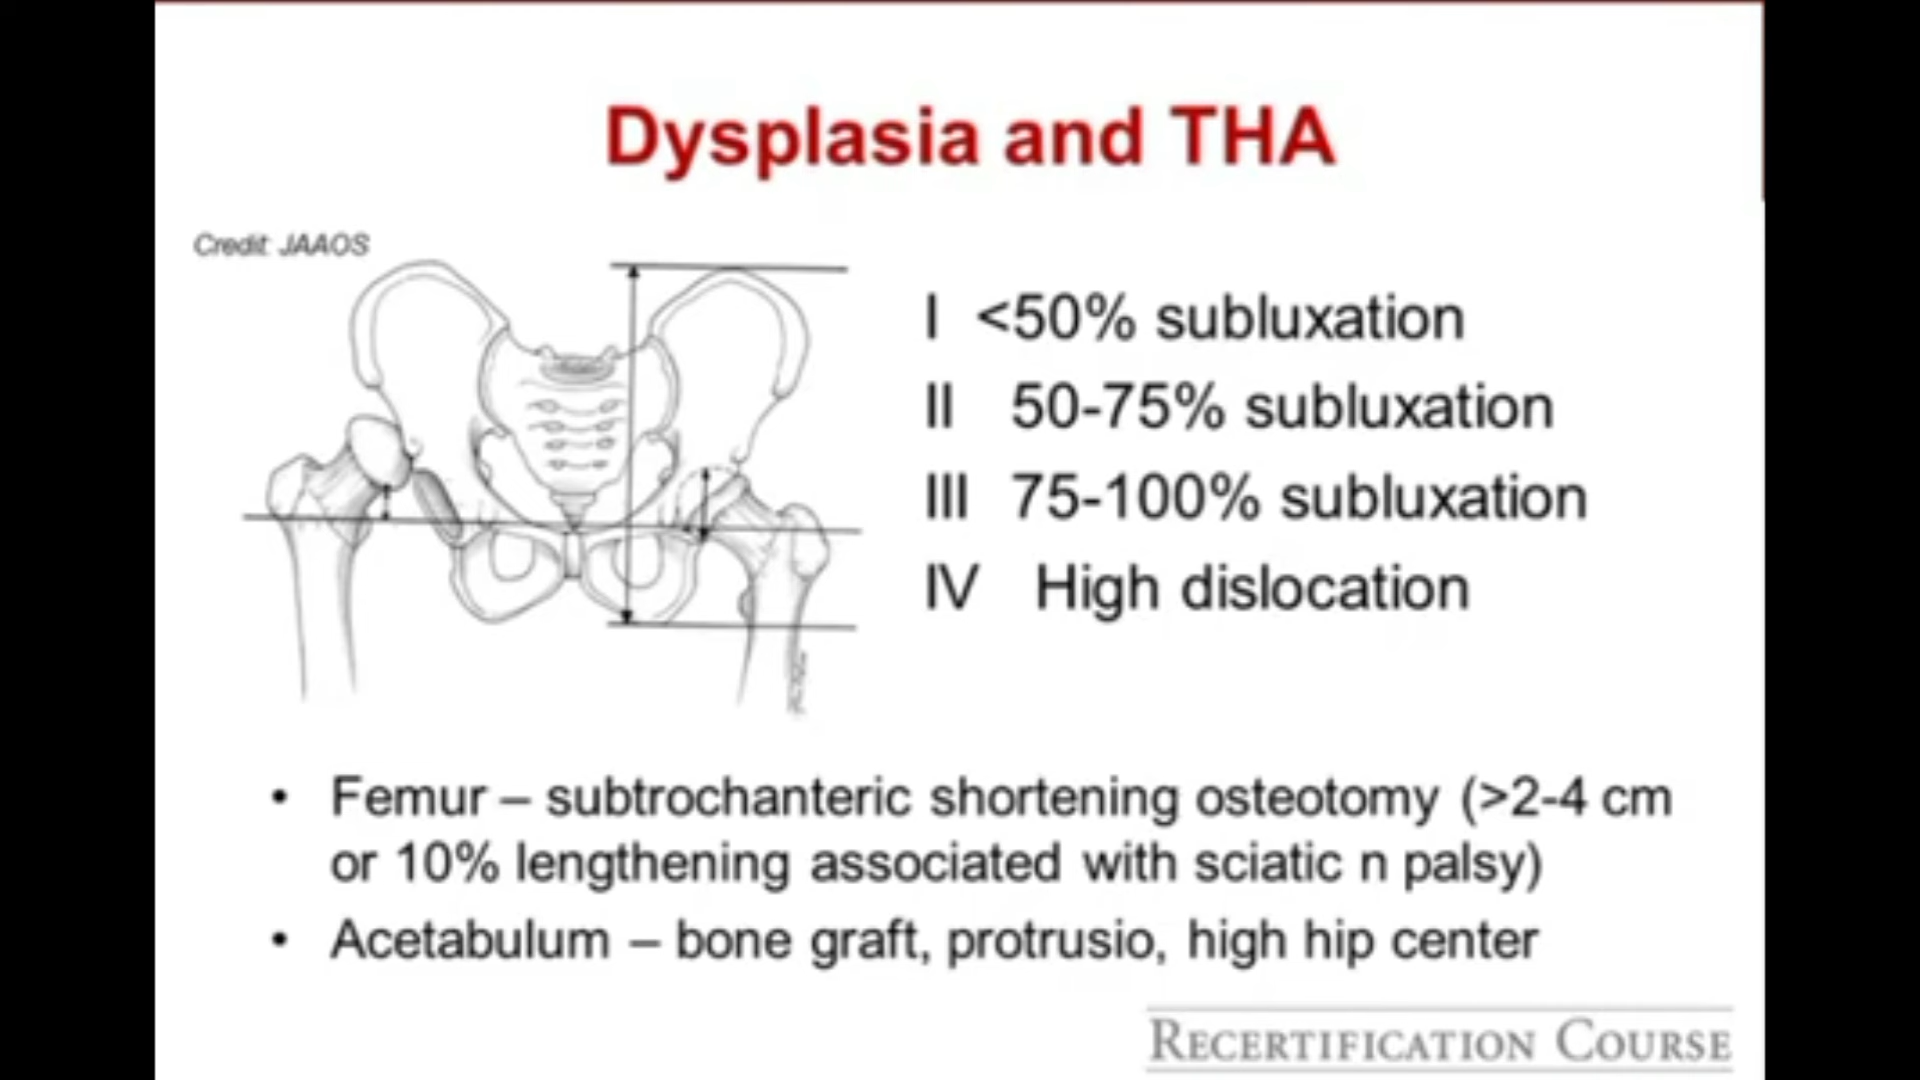 Dysplasia and THA
Credit: JAAOS
I <50% subluxation
II 50-75% subluxation
III 75-100% subluxation
IV High dislocation
• Femur – subtrochanteric shortening osteotomy (>2-4 cm
or 10% lengthening associated with sciatic n palsy)
• Acetabulum – bone graft, protrusio, high hip center
RECERTIFICATION COURSE